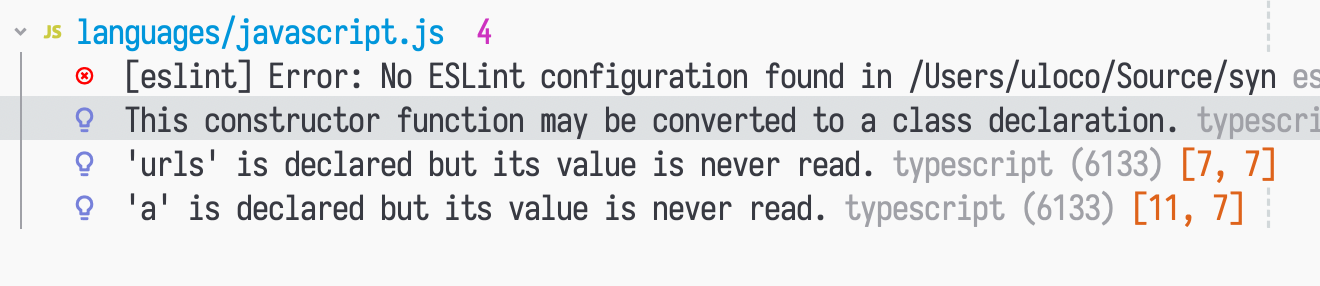 JS languages/javascript.js 4
[eslint] Error: No ESLint configuration found in /Users/uloco/Source/syn es
This constructor function may be converted to a class declaration. typescri
'urls' is declared but its value is never read. typescript (6133) [7, 7]
'a' is declared but its value is never read. typescript (6133) [11, 7]